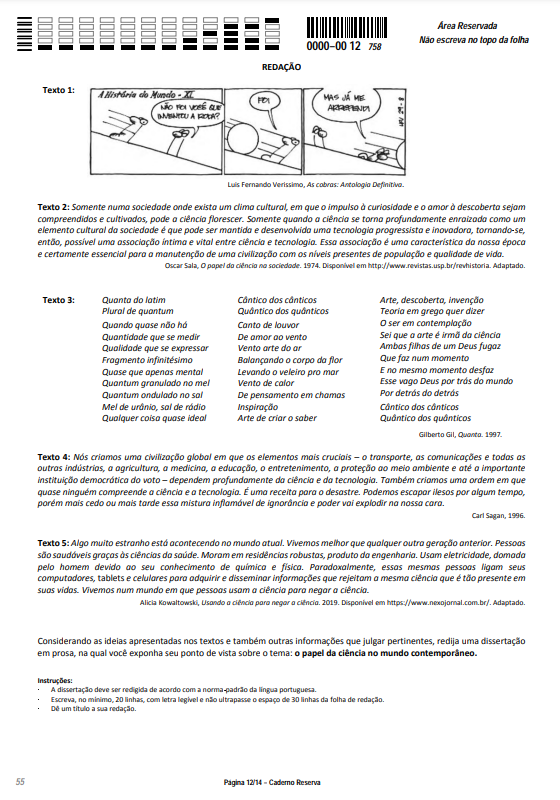 Área Reservada
Não escreva no topo da folha
0000–00 12 758
REDAÇÃO
Texto 1:
A História do Mundo - XI
NÃO FOI VOCÊ QUE
INVENTOU A RODA?
FOI
MAS JÁ ME
ARREPENDI
Luis Fernando Verissimo, As cobras: Antologia Definitiva.
Texto 2: Somente numa sociedade onde exista um clima cultural, em que o impulso à curiosidade e o amor à descoberta sejam
compreendidos e cultivados, pode a ciência florescer. Somente quando a ciência se torna profundamente enraizada como um
elemento cultural da sociedade é que pode ser mantida e desenvolvida uma tecnologia progressista e inovadora, tornando-se,
então, possível uma associação íntima e vital entre ciência e tecnologia. Essa associação é uma característica da nossa época
e certamente essencial para a manutenção de uma civilização com os níveis presentes de população e qualidade de vida.
Oscar Sala, O papel da ciência na sociedade. 1974. Disponível em http://www.revistas.usp.br/revhistoria. Adaptado.
Texto 3:
Quanta do latim
Plural de quantum
Quando quase não há
Quantidade que se medir
Qualidade que se expressar
Fragmento infinitésimo
Quase que apenas mental
Quantum granulado no mel
Quantum ondulado no sal
Mel de urânio, sal de rádio
Qualquer coisa quase ideal
Cântico dos cânticos
Quântico dos quânticos
Canto de louvor
De amor ao vento
Vento arte do ar
Balançando o corpo da flor
Levando o veleiro pro mar
Vento de calor
De pensamento em chamas
Inspiração
Arte de criar o saber
Arte, descoberta, invenção
Teoria em grego quer dizer
O ser em contemplação
Sei que a arte é irmã da ciência
Ambas filhas de um Deus fugaz
Que faz num momento
E no mesmo momento desfaz
Esse vago Deus por trás do mundo
Por detrás do detrás
Cântico dos cânticos
Quântico dos quânticos
Gilberto Gil, Quanta. 1997.
Texto 4: Nós criamos uma civilização global em que os elementos mais cruciais – o transporte, as comunicações e todas as
outras indústrias, a agricultura, a medicina, a educação, o entretenimento, a proteção ao meio ambiente e até a importante
instituição democrática do voto – dependem profundamente da ciência e da tecnologia. Também criamos uma ordem em que
quase ninguém compreende a ciência e a tecnologia. É uma receita para o desastre. Podemos escapar ilesos por algum tempo,
porém mais cedo ou mais tarde essa mistura inflamável de ignorância e poder vai explodir na nossa cara.
Carl Sagan, 1996.
Texto 5: Algo muito estranho está acontecendo no mundo atual. Vivemos melhor que qualquer outra geração anterior. Pessoas
são saudáveis graças às ciências da saúde. Moram em residências robustas, produto da engenharia. Usam eletricidade, domada
pelo homem devido ao seu conhecimento de química e física. Paradoxalmente, essas mesmas pessoas ligam seus
computadores, tablets e celulares para adquirir e disseminar informações que rejeitam a mesma ciência que é tão presente em
suas vidas. Vivemos num mundo em que pessoas usam a ciência para negar a ciência.
Alicia Kowaltowski, Usando a ciência para negar a ciência. 2019. Disponível em https://www.nexojornal.com.br/. Adaptado.
Considerando as ideias apresentadas nos textos e também outras informações que julgar pertinentes, redija uma dissertação
em prosa, na qual você exponha seu ponto de vista sobre o tema: o papel da ciência no mundo contemporâneo.
Instruções:
· A dissertação deve ser redigida de acordo com a norma-padrão da língua portuguesa.
· Escreva, no mínimo, 20 linhas, com letra legível e não ultrapasse o espaço de 30 linhas da folha de redação.
· Dê um título a sua redação.
55
Página 12/14 – Caderno Reserva